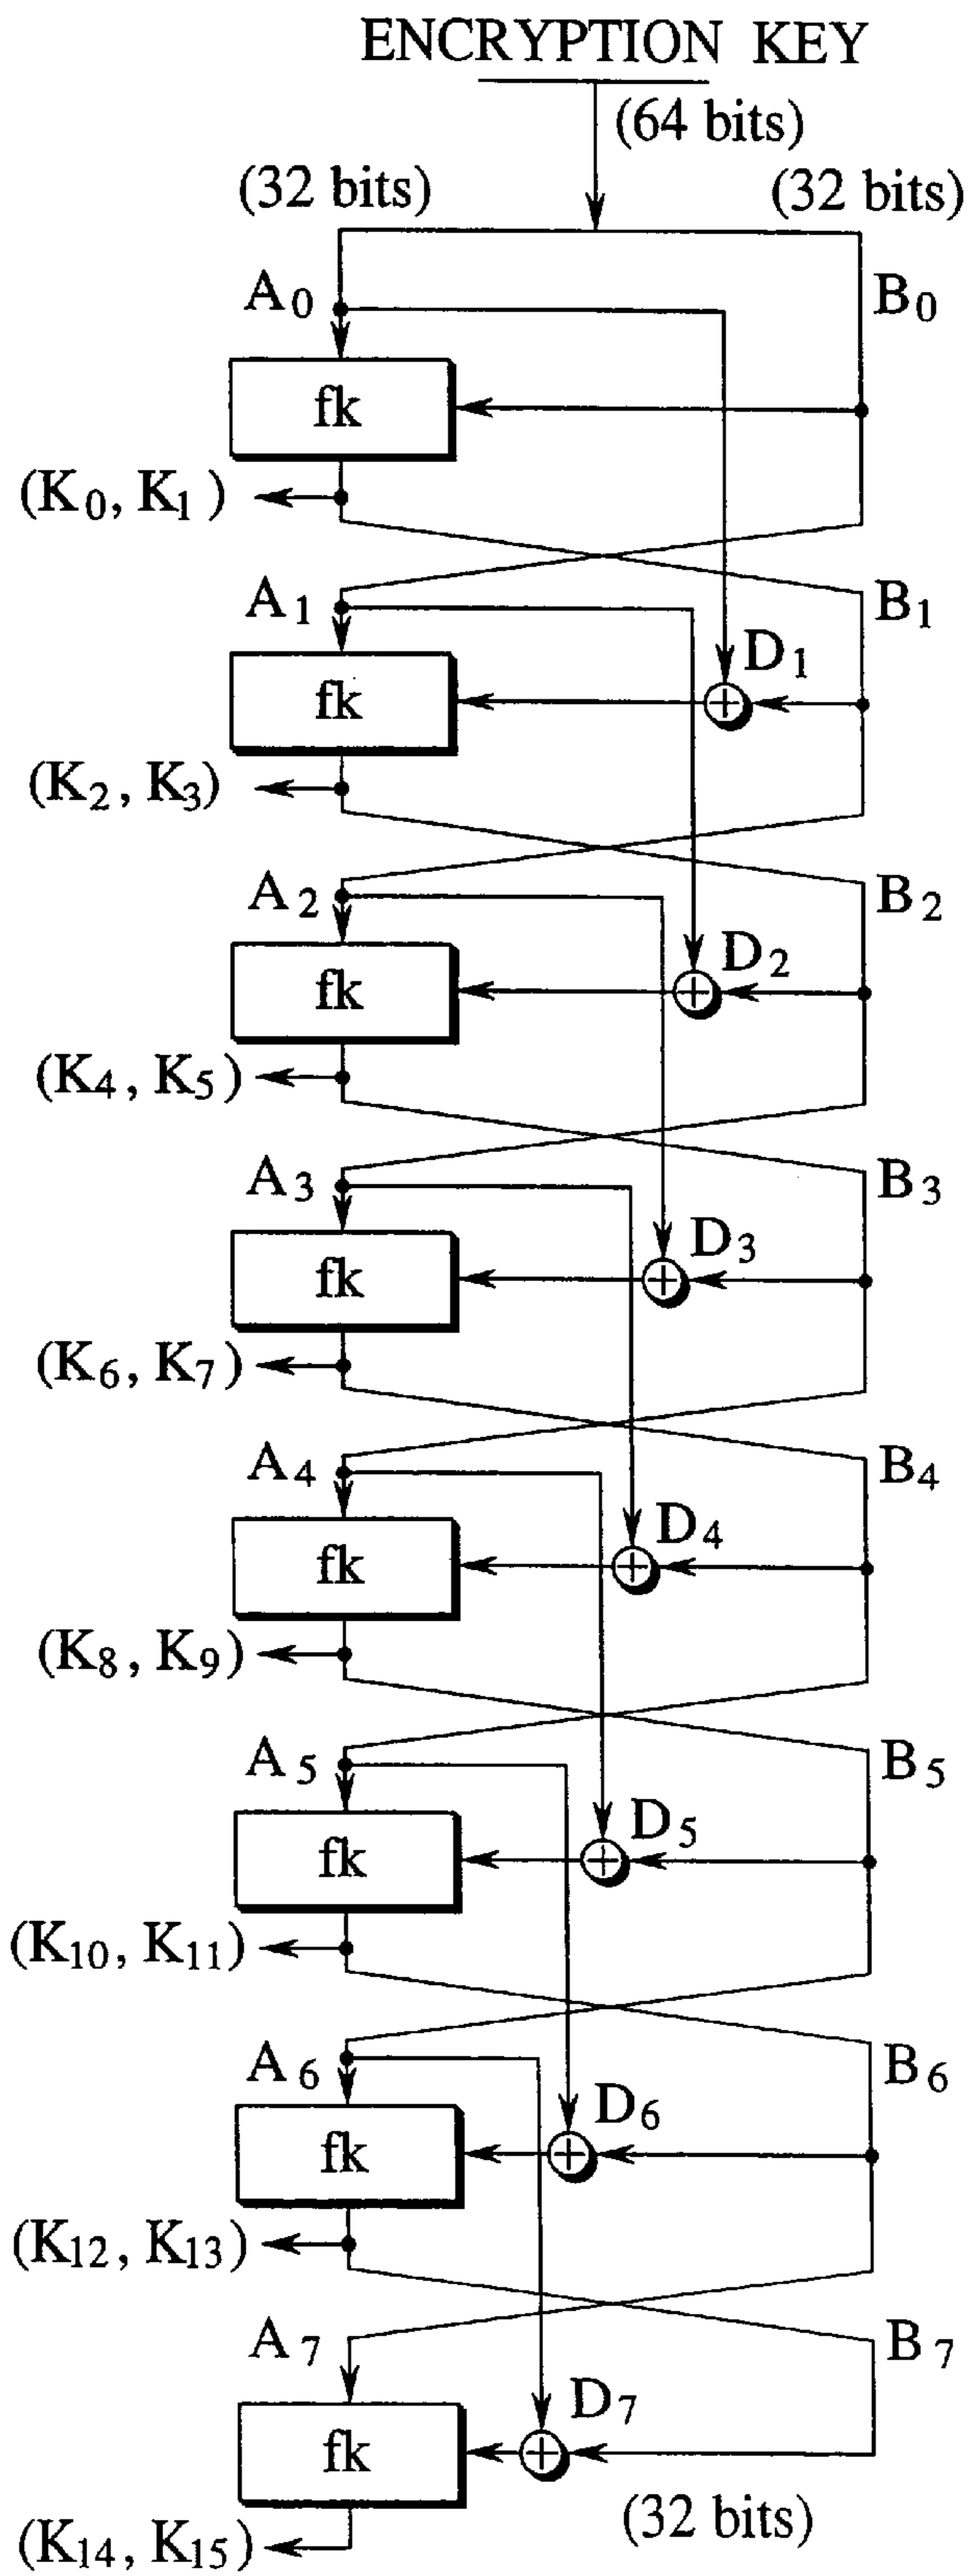 ENCRYPTION KEY
(64 bits)
(32 bits) (32 bits)
A0 B0
fk
(K0, K1)
A1 B1
D1
fk
(K2, K3)
A2 B2
D2
fk
(K4, K5)
A3 B3
D3
fk
(K6, K7)
A4 B4
D4
fk
(K8, K9)
A5 B5
D5
fk
(K10, K11)
A6 B6
D6
fk
(K12, K13)
A7 B7
D7
fk
(32 bits)
(K14, K15)